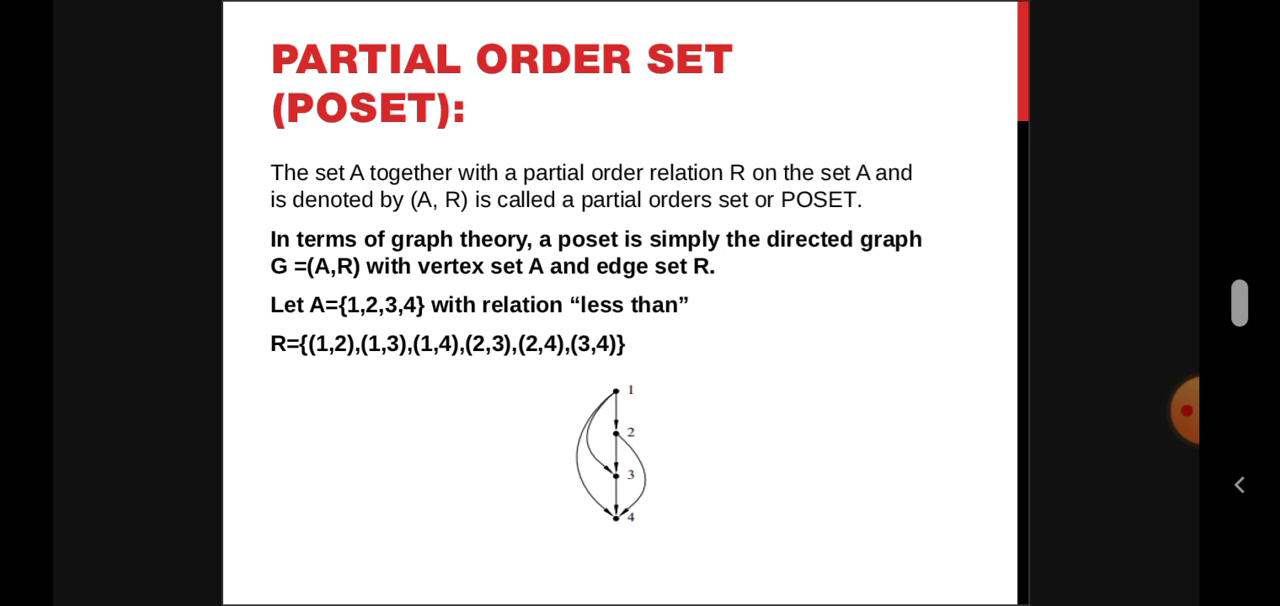 PARTIAL ORDER SET
(POSET):
The set A together with a partial order relation R on the set A and
is denoted by (A, R) is called a partial orders set or POSET.
In terms of graph theory, a poset is simply the directed graph
G =(A,R) with vertex set A and edge set R.
Let A={1,2,3,4} with relation “less than”
R={(1,2),(1,3),(1,4),(2,3),(2,4),(3,4)}
1
2
3
4